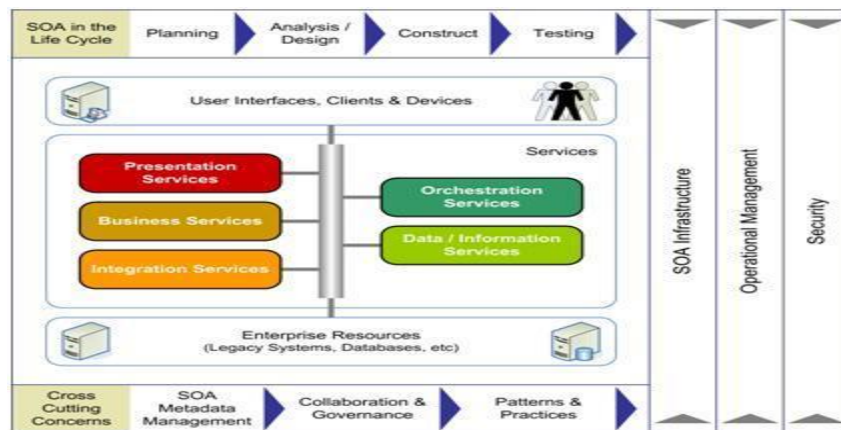 SOA in the
Life Cycle
Planning
Analysis /
Design
Construct
Testing
User Interfaces, Clients & Devices
Services
Presentation
Services
Orchestration
Services
Business Services
Data / Information
Services
Integration Services
Enterprise Resources
(Legacy Systems, Databases, etc)
Cross
Cutting
Concerns
SOA
Metadata
Management
Collaboration &
Governance
Patterns &
Practices
SOA Infrastructure
Operational Management
Security